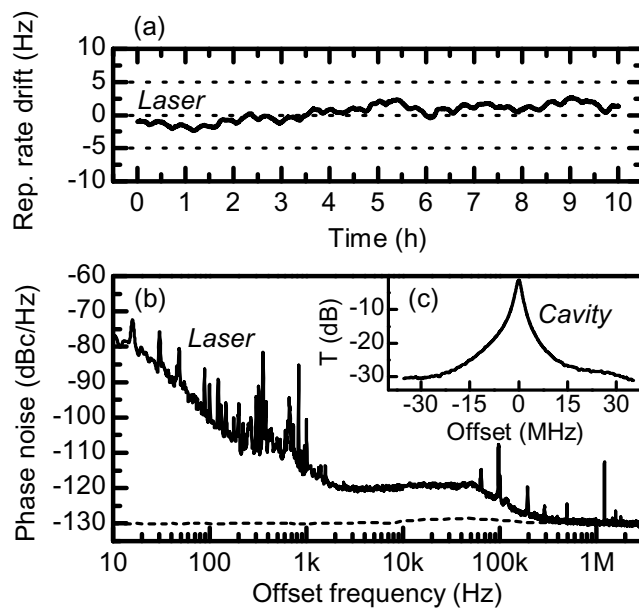 (a)
Rep. rate drift (Hz)
10
5
0
-5
-10
Laser
0 1 2 3 4 5 6 7 8 9 10
Time (h)
(b)
Phase noise (dBc/Hz)
-60
-70
-80
-90
-100
-110
-120
-130
Laser
10 100 1k 10k 100k 1M
Offset frequency (Hz)
(c)
T (dB)
-10
-20
-30
Cavity
-30 -15 0 15 30
Offset (MHz)